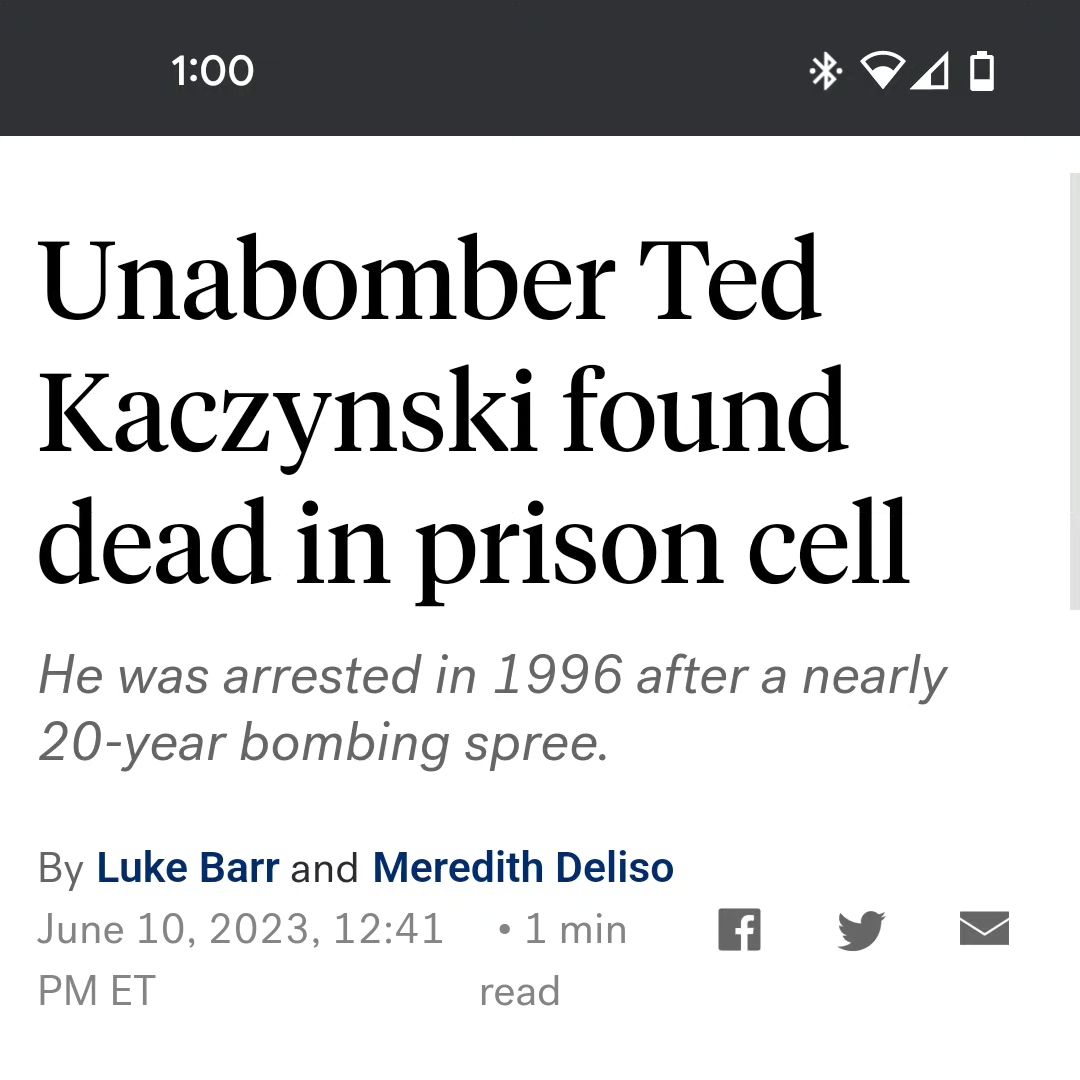 1:00
Unabomber Ted
Kaczynski found
dead in prison cell
He was arrested in 1996 after a nearly
20-year bombing spree.
By Luke Barr and Meredith Deliso
June 10, 2023, 12:41
PM ET
• 1 min
read